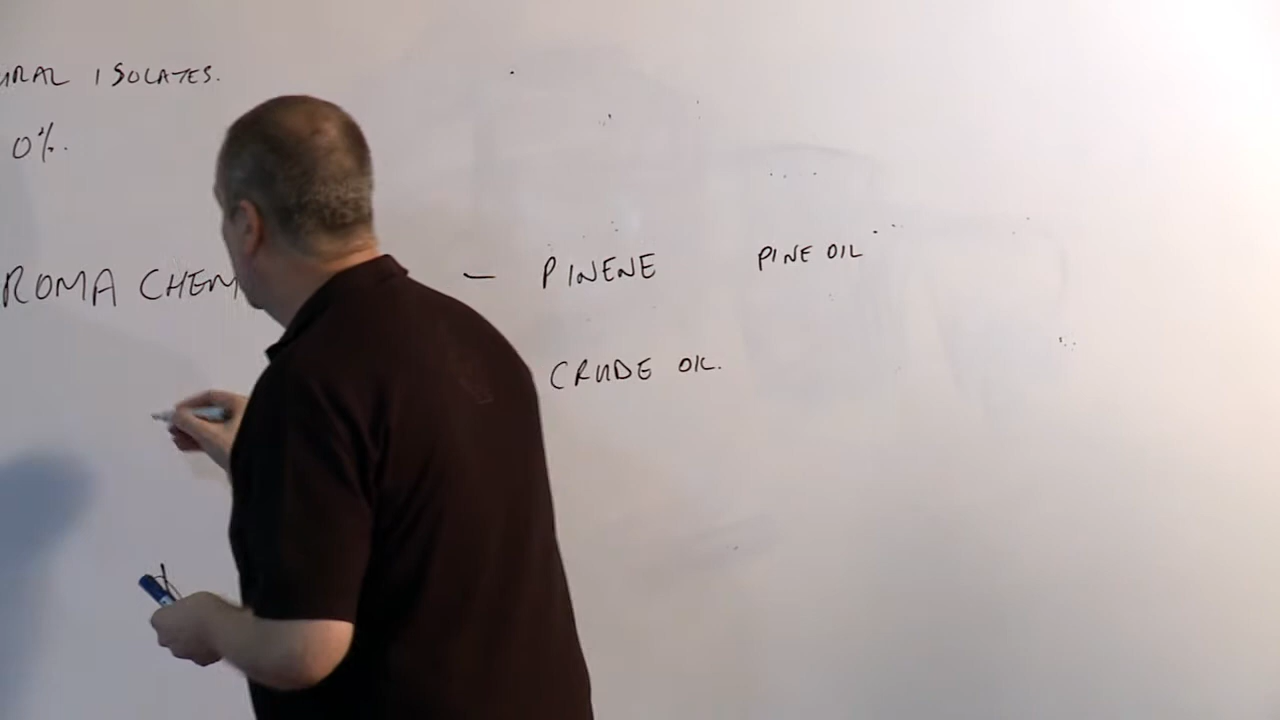 URAL ISOLATES.
0%.
ROMA CHEM - PINENE PINE OIL
CRUDE OIL.